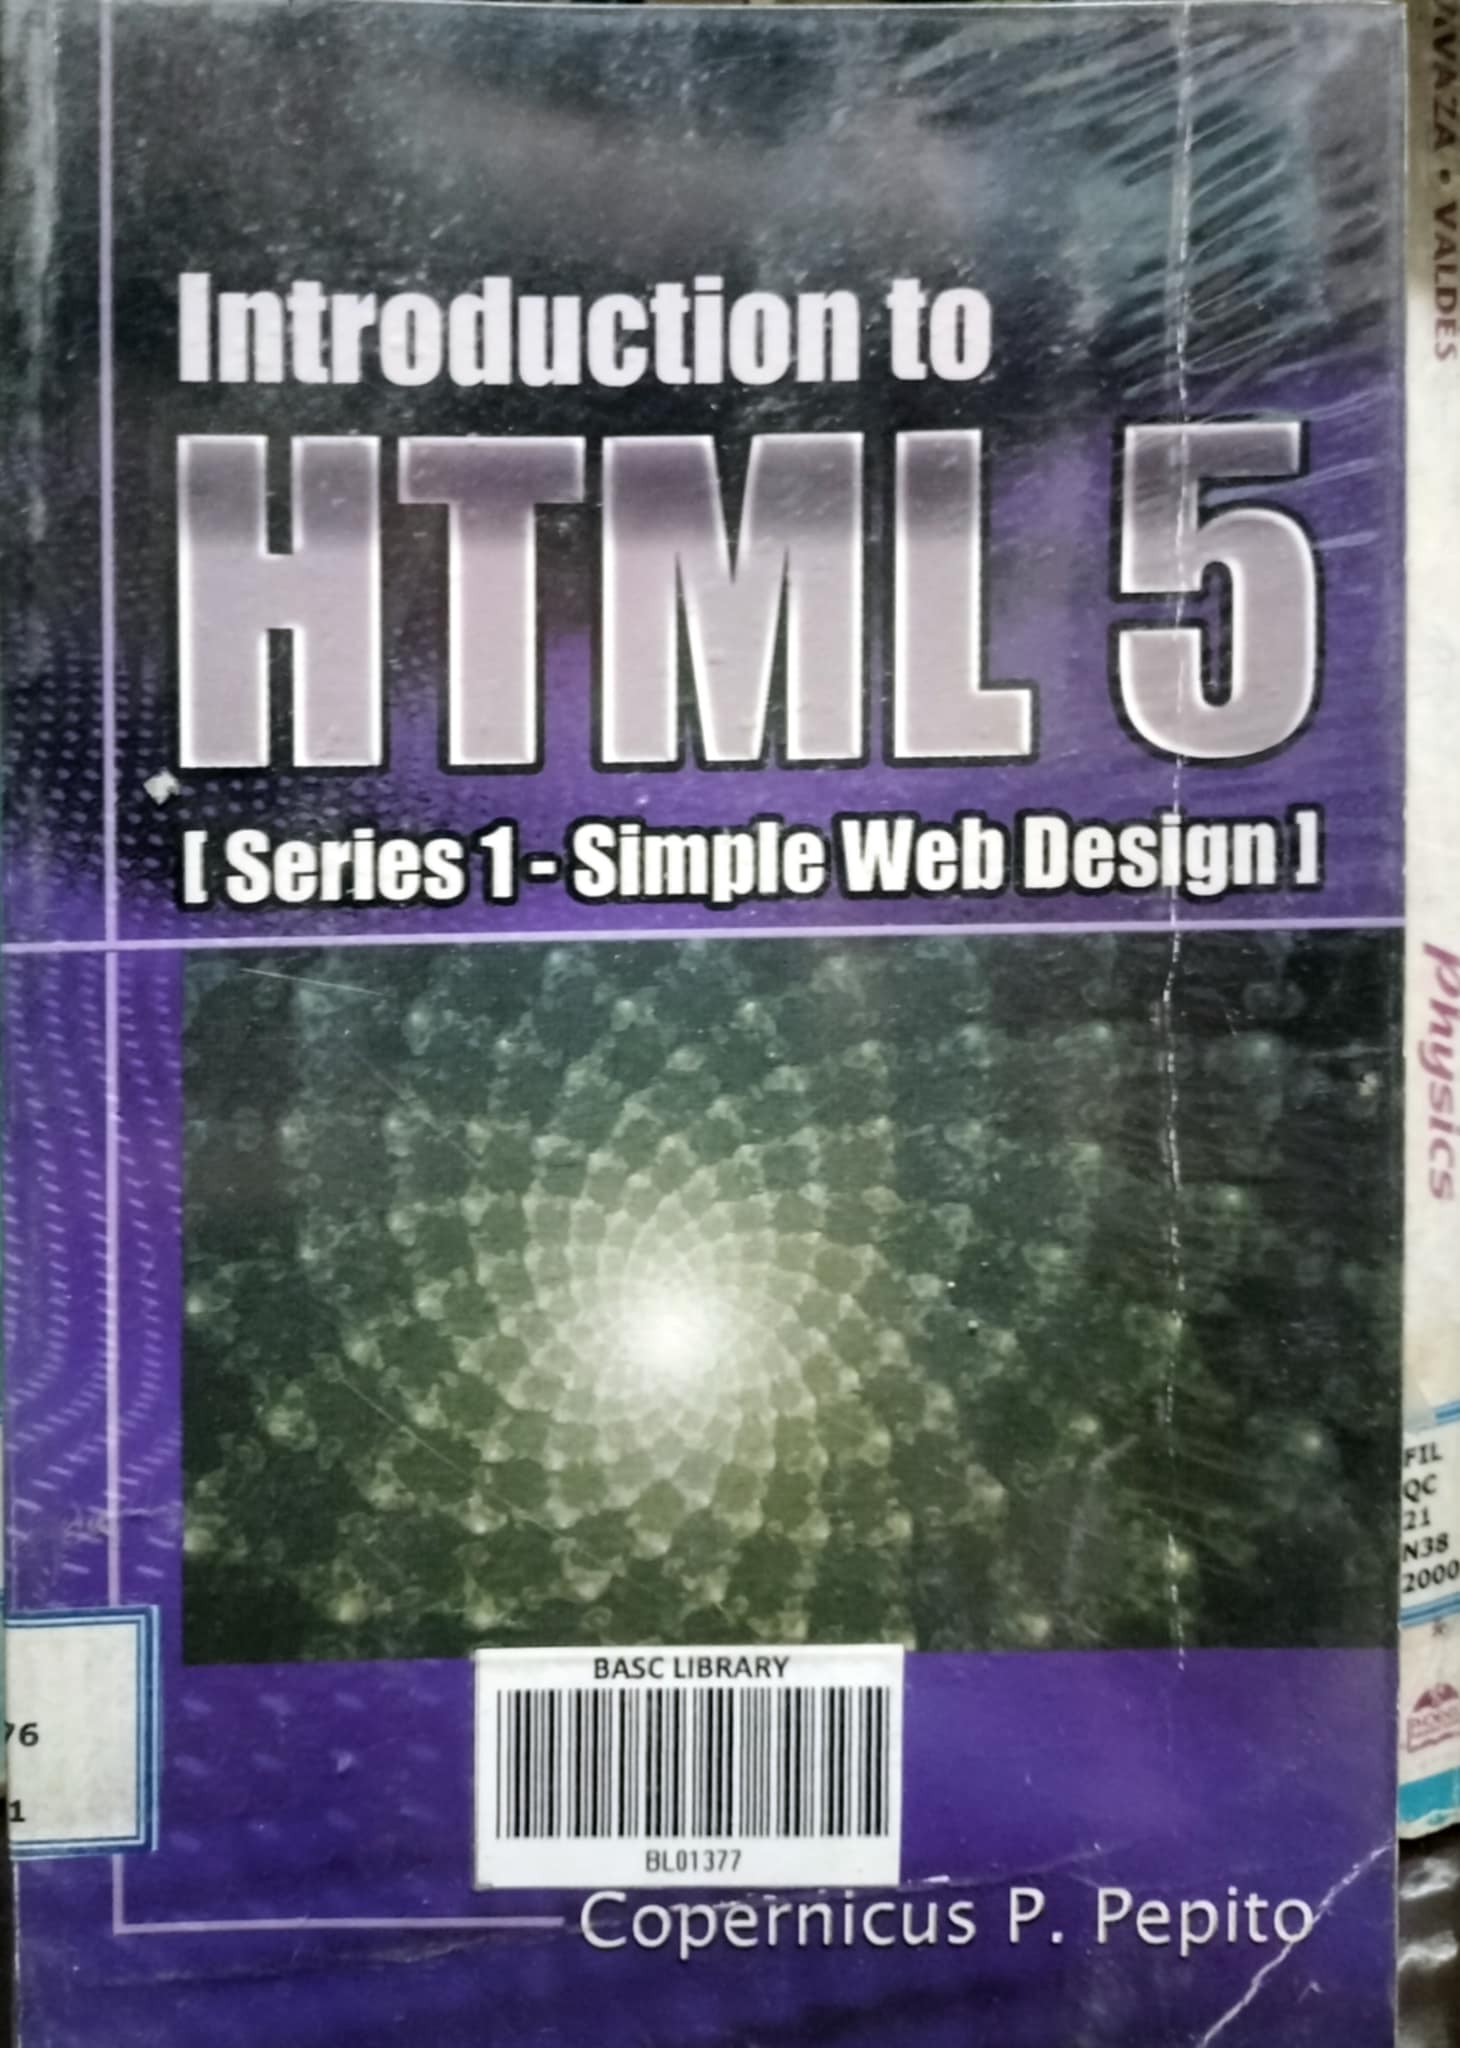 Introduction to
HTML 5
[ Series 1 - Simple Web Design ]
BASC LIBRARY
BL01377
Copernicus P. Pepito
76
1
VALDES
Physics
FIL
QC
21
N38
2000